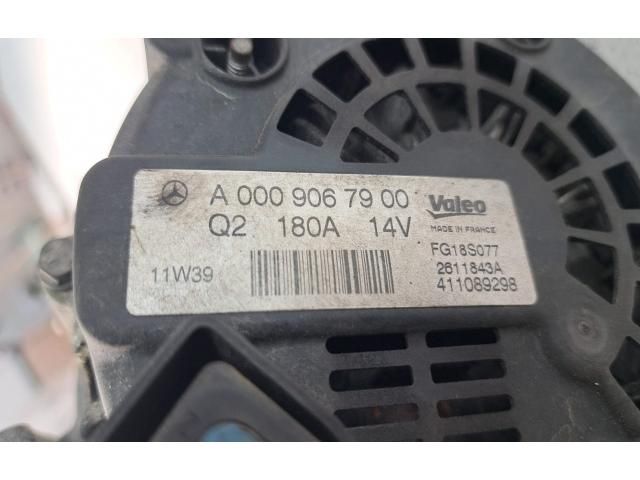 A 000 906 79 00
Valeo
MADE IN FRANCE
Q2 180A 14V
FG18S077
2611843A
411089298
11W39